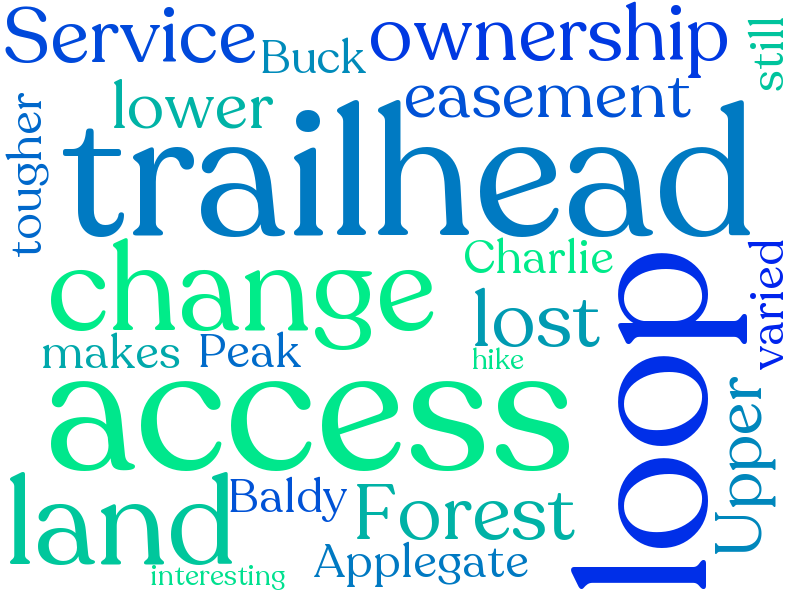 Service
Buck
ownership
still
lower
easement
tougher
trailhead
change
Charlie
varied
lost
loop
makes
Peak
hike
access
Upper
land
Baldy
Forest
Applegate
interesting